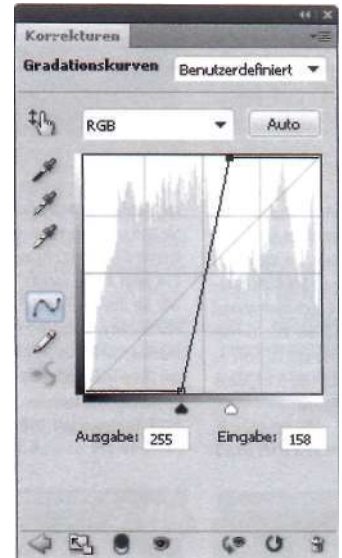 Korrekturen
Gradationskurven Benutzerdefiniert
RGB Auto
Ausgabe: 255 Eingabe: 158